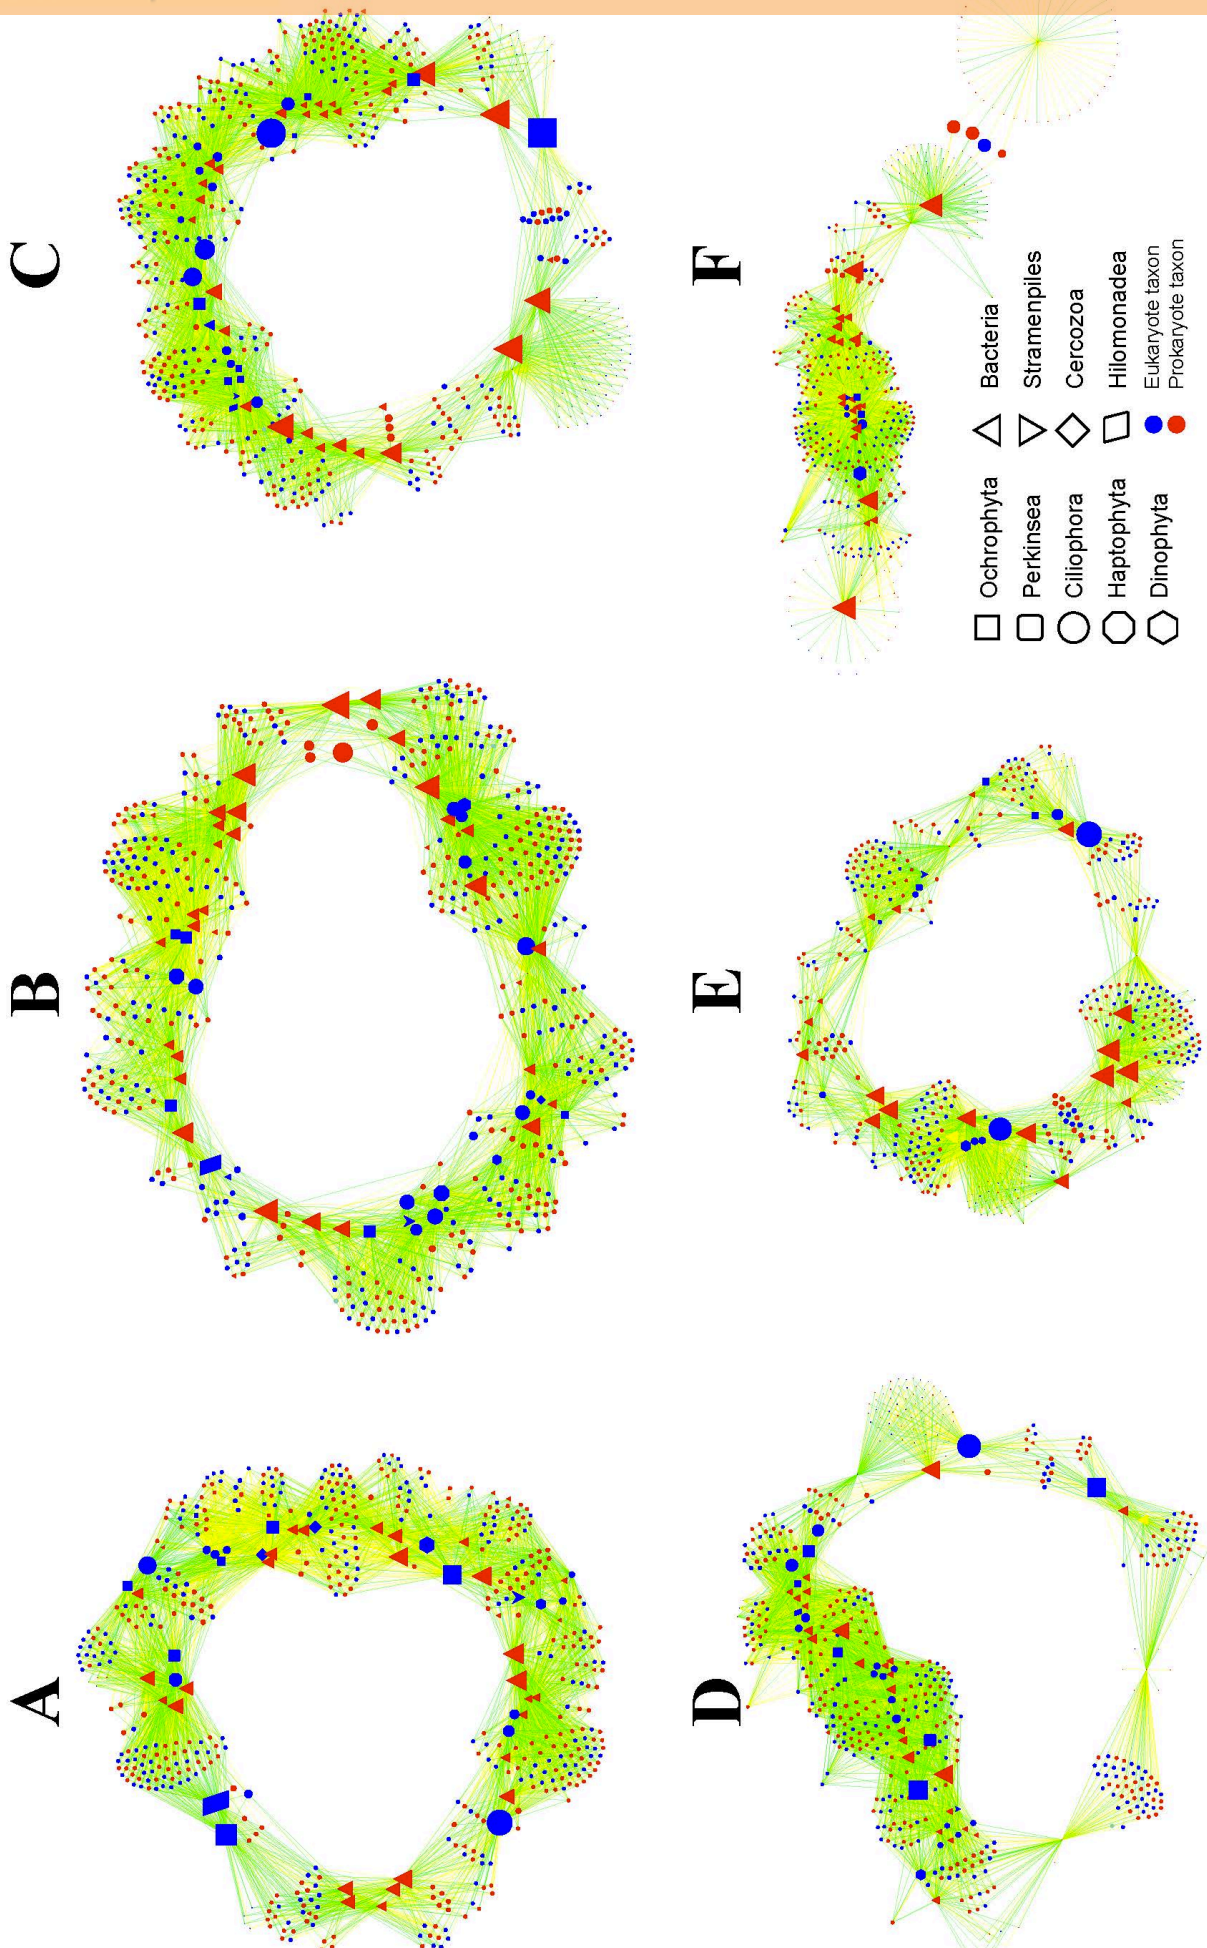 A
B
C
D
E
F
Ochrophyta
Perkinsea
Ciliophora
Haptophyta
Dinophyta
Bacteria
Stramenpiles
Cercozoa
Hilomonadea
Eukaryote taxon
Prokaryote taxon